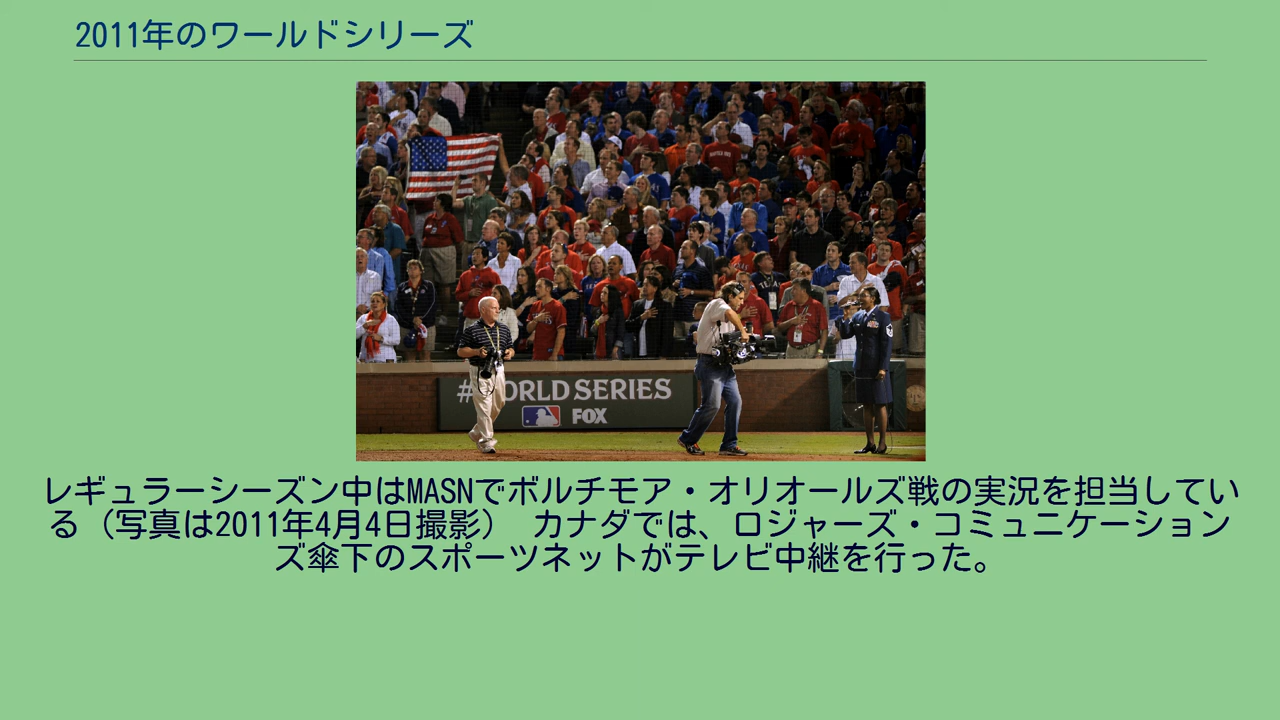 2011年のワールドシリーズ
#WORLD SERIES
FOX
レギュラーシーズン中はMASNでボルチモア・オリオールズ戦の実況を担当してい
る（写真は2011年4月4日撮影）　カナダでは、ロジャーズ・コミュニケーション
ズ傘下のスポーツネットがテレビ中継を行った。